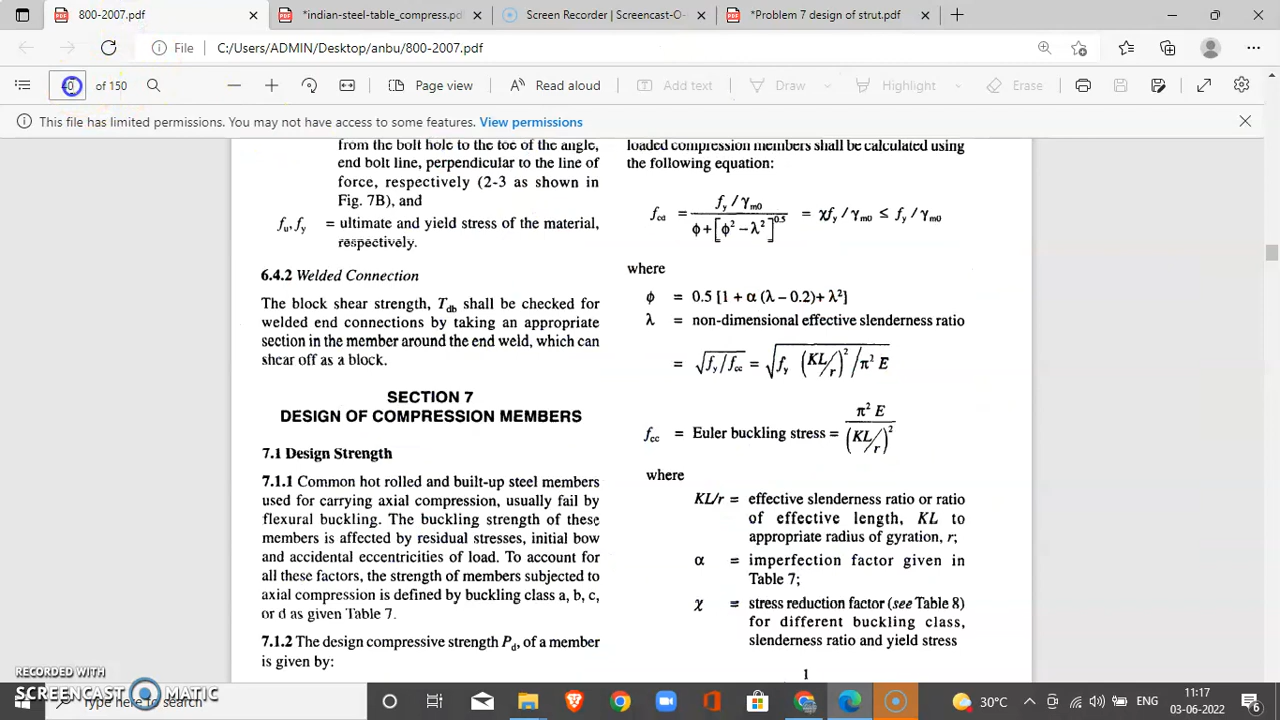 800-2007.pdf
*indian-steel-table_compress.pdf
Screen Recorder | Screencast-O-
*Problem 7 design of strut.pdf
File C:/Users/ADMIN/Desktop/anbu/800-2007.pdf
of 150
Page view
Read aloud
Add text
Draw
Highlight
Erase
This file has limited permissions. You may not have access to some features. View permissions
from the bolt hole to the toe of the angle,
end bolt line, perpendicular to the line of
force, respectively (2-3 as shown in
Fig. 7B), and
fu, fy = ultimate and yield stress of the material,
respectively.
6.4.2 Welded Connection
The block shear strength, Tdb shall be checked for
welded end connections by taking an appropriate
section in the member around the end weld, which can
shear off as a block.
SECTION 7
DESIGN OF COMPRESSION MEMBERS
7.1 Design Strength
7.1.1 Common hot rolled and built-up steel members
used for carrying axial compression, usually fail by
flexural buckling. The buckling strength of these
members is affected by residual stresses, initial bow
and accidental eccentricities of load. To account for
all these factors, the strength of members subjected to
axial compression is defined by buckling class a, b, c,
or d as given Table 7.
7.1.2 The design compressive strength Pd, of a member
is given by:
loaded compression members shall be calculated using
the following equation:
fcd = fy / γm0 / φ + [φ² − λ²]^0.5 = χfy / γm0 ≤ fy / γm0
where
φ = 0.5 [1 + α (λ − 0.2)+ λ²]
λ = non-dimensional effective slenderness ratio
= √fy/fcc = √fy (KL/r)² / π² E
fcc = Euler buckling stress = π² E / (KL/r)²
where
KL/r = effective slenderness ratio or ratio
of effective length, KL to
appropriate radius of gyration, r;
α = imperfection factor given in
Table 7;
χ = stress reduction factor (see Table 8)
for different buckling class,
slenderness ratio and yield stress
1
RECORDED WITH
SCREENCAST MATIC
Type here to search
30°C
ENG
11:17
03-06-2022
6